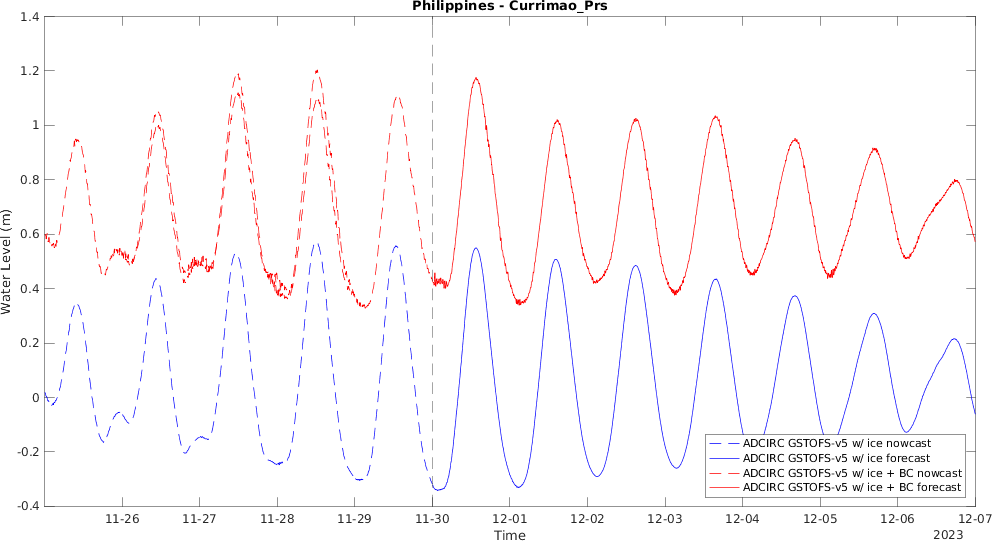 Philippines - Currimao_Prs
1.4
1.2
1
0.8
0.6
0.4
0.2
0
-0.2
-0.4
Water Level (m)
11-26 11-27 11-28 11-29 11-30 12-01 12-02 12-03 12-04 12-05 12-06 12-07
Time
2023
ADCIRC GSTOFS-v5 w/ ice nowcast
ADCIRC GSTOFS-v5 w/ ice forecast
ADCIRC GSTOFS-v5 w/ ice + BC nowcast
ADCIRC GSTOFS-v5 w/ ice + BC forecast